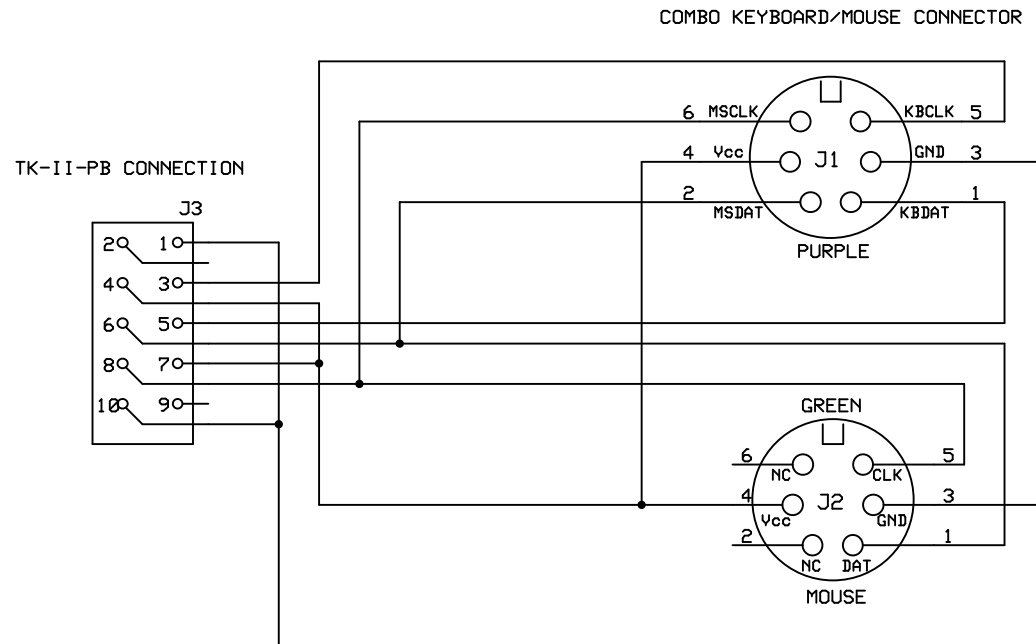 COMBO KEYBOARD/MOUSE CONNECTOR
6 MSCLK KBCLK 5
4 Vcc J1 GND 3
TK-II-PB CONNECTION
2 MSDAT KBDAT 1
J3
PURPLE
2 1
4 3
6 5
8 7
10 9
GREEN
6 NC CLK 5
4 Vcc J2 GND 3
2 NC DAT 1
MOUSE